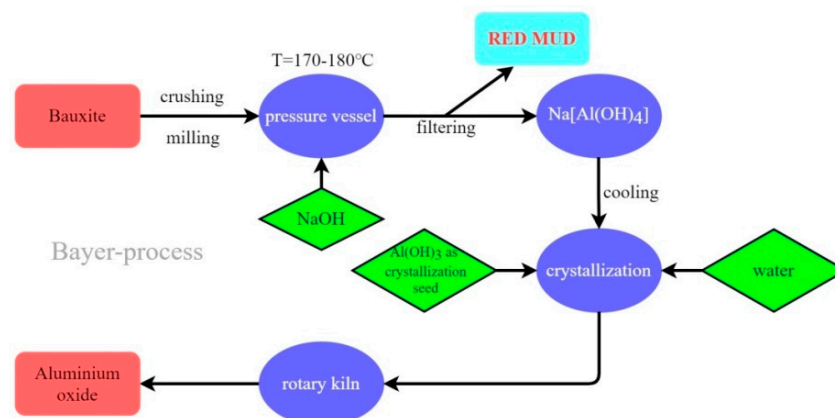 RED MUD
T=170-180℃
crushing
Bauxite
pressure vessel
Na[Al(OH)4]
milling
filtering
cooling
NaOH
Bayer-process
Al(OH)3 as
crystallization
seed
crystallization
water
Aluminium
oxide
rotary kiln